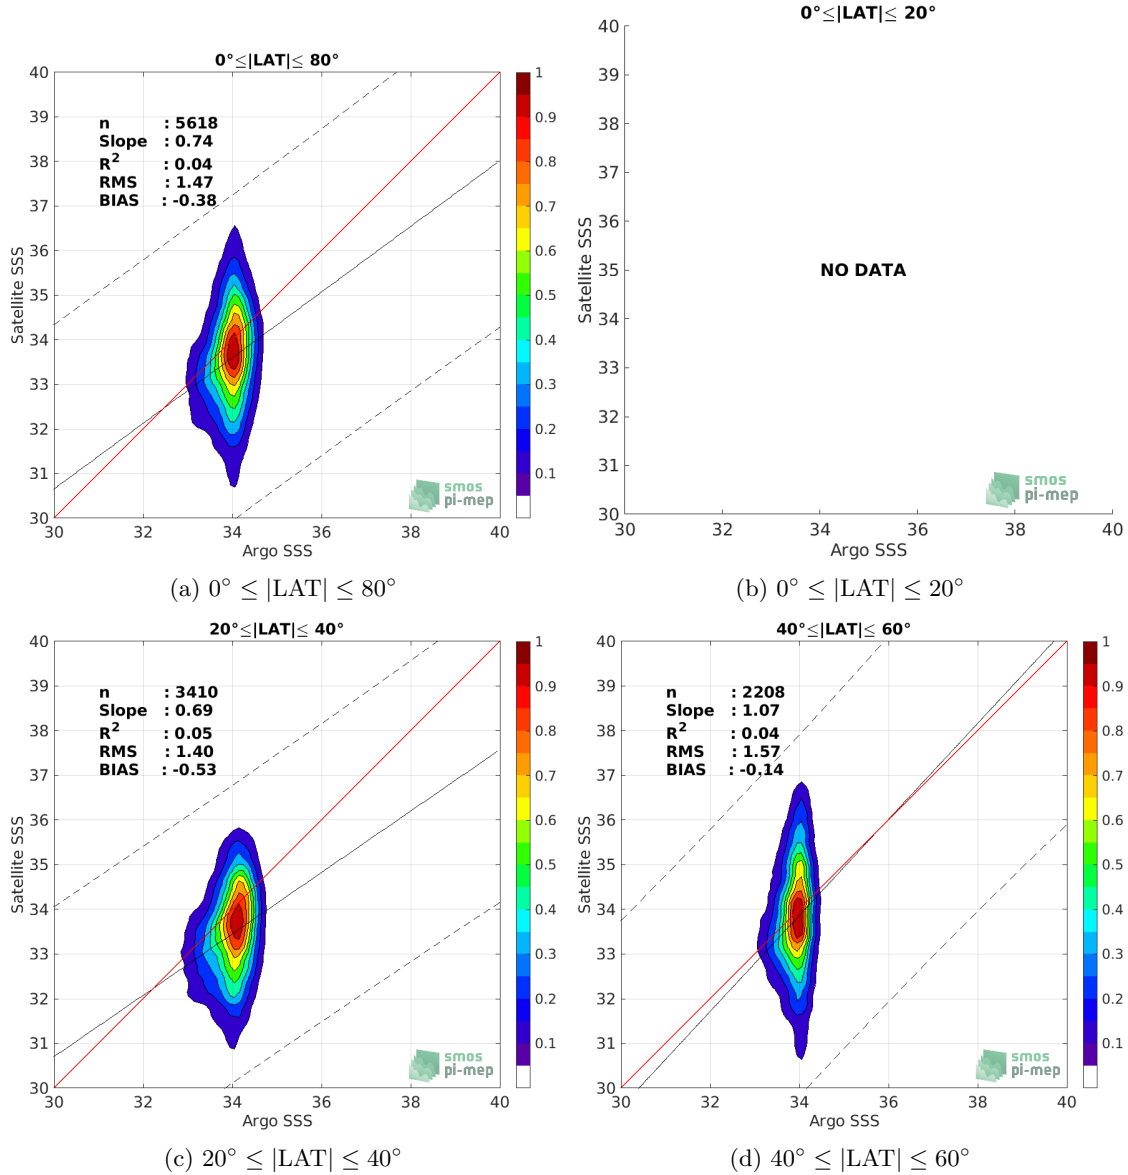 0°≤|LAT|≤ 80°
40
39
38
37
36
35
34
33
32
31
30
Satellite SSS
n : 5618
Slope : 0.74
R2 : 0.04
RMS : 1.47
BIAS : -0.38
smos
pi-mep
30 32 34 36 38 40
Argo SSS
1
0.9
0.8
0.7
0.6
0.5
0.4
0.3
0.2
0.1
(a) 0° ≤ |LAT| ≤ 80°
0°≤|LAT|≤ 20°
40
39
38
37
36
35
34
33
32
31
30
Satellite SSS
NO DATA
smos
pi-mep
30 32 34 36 38 40
Argo SSS
(b) 0° ≤ |LAT| ≤ 20°
20°≤|LAT|≤ 40°
40
39
38
37
36
35
34
33
32
31
30
Satellite SSS
n : 3410
Slope : 0.69
R2 : 0.05
RMS : 1.40
BIAS : -0.53
smos
pi-mep
30 32 34 36 38 40
Argo SSS
1
0.9
0.8
0.7
0.6
0.5
0.4
0.3
0.2
0.1
(c) 20° ≤ |LAT| ≤ 40°
40°≤|LAT|≤ 60°
40
39
38
37
36
35
34
33
32
31
30
Satellite SSS
n : 2208
Slope : 1.07
R2 : 0.04
RMS : 1.57
BIAS : -0.14
smos
pi-mep
30 32 34 36 38 40
Argo SSS
1
0.9
0.8
0.7
0.6
0.5
0.4
0.3
0.2
0.1
(d) 40° ≤ |LAT| ≤ 60°